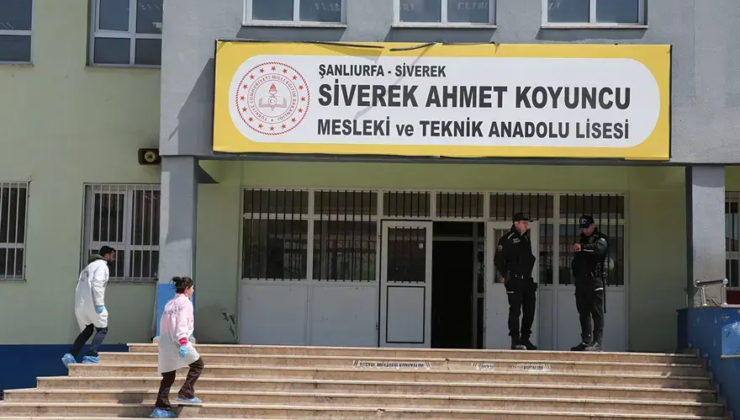 ŞANLIURFA - SİVEREK
SİVEREK AHMET KOYUNCU
MESLEKİ ve TEKNİK ANADOLU LİSESİ